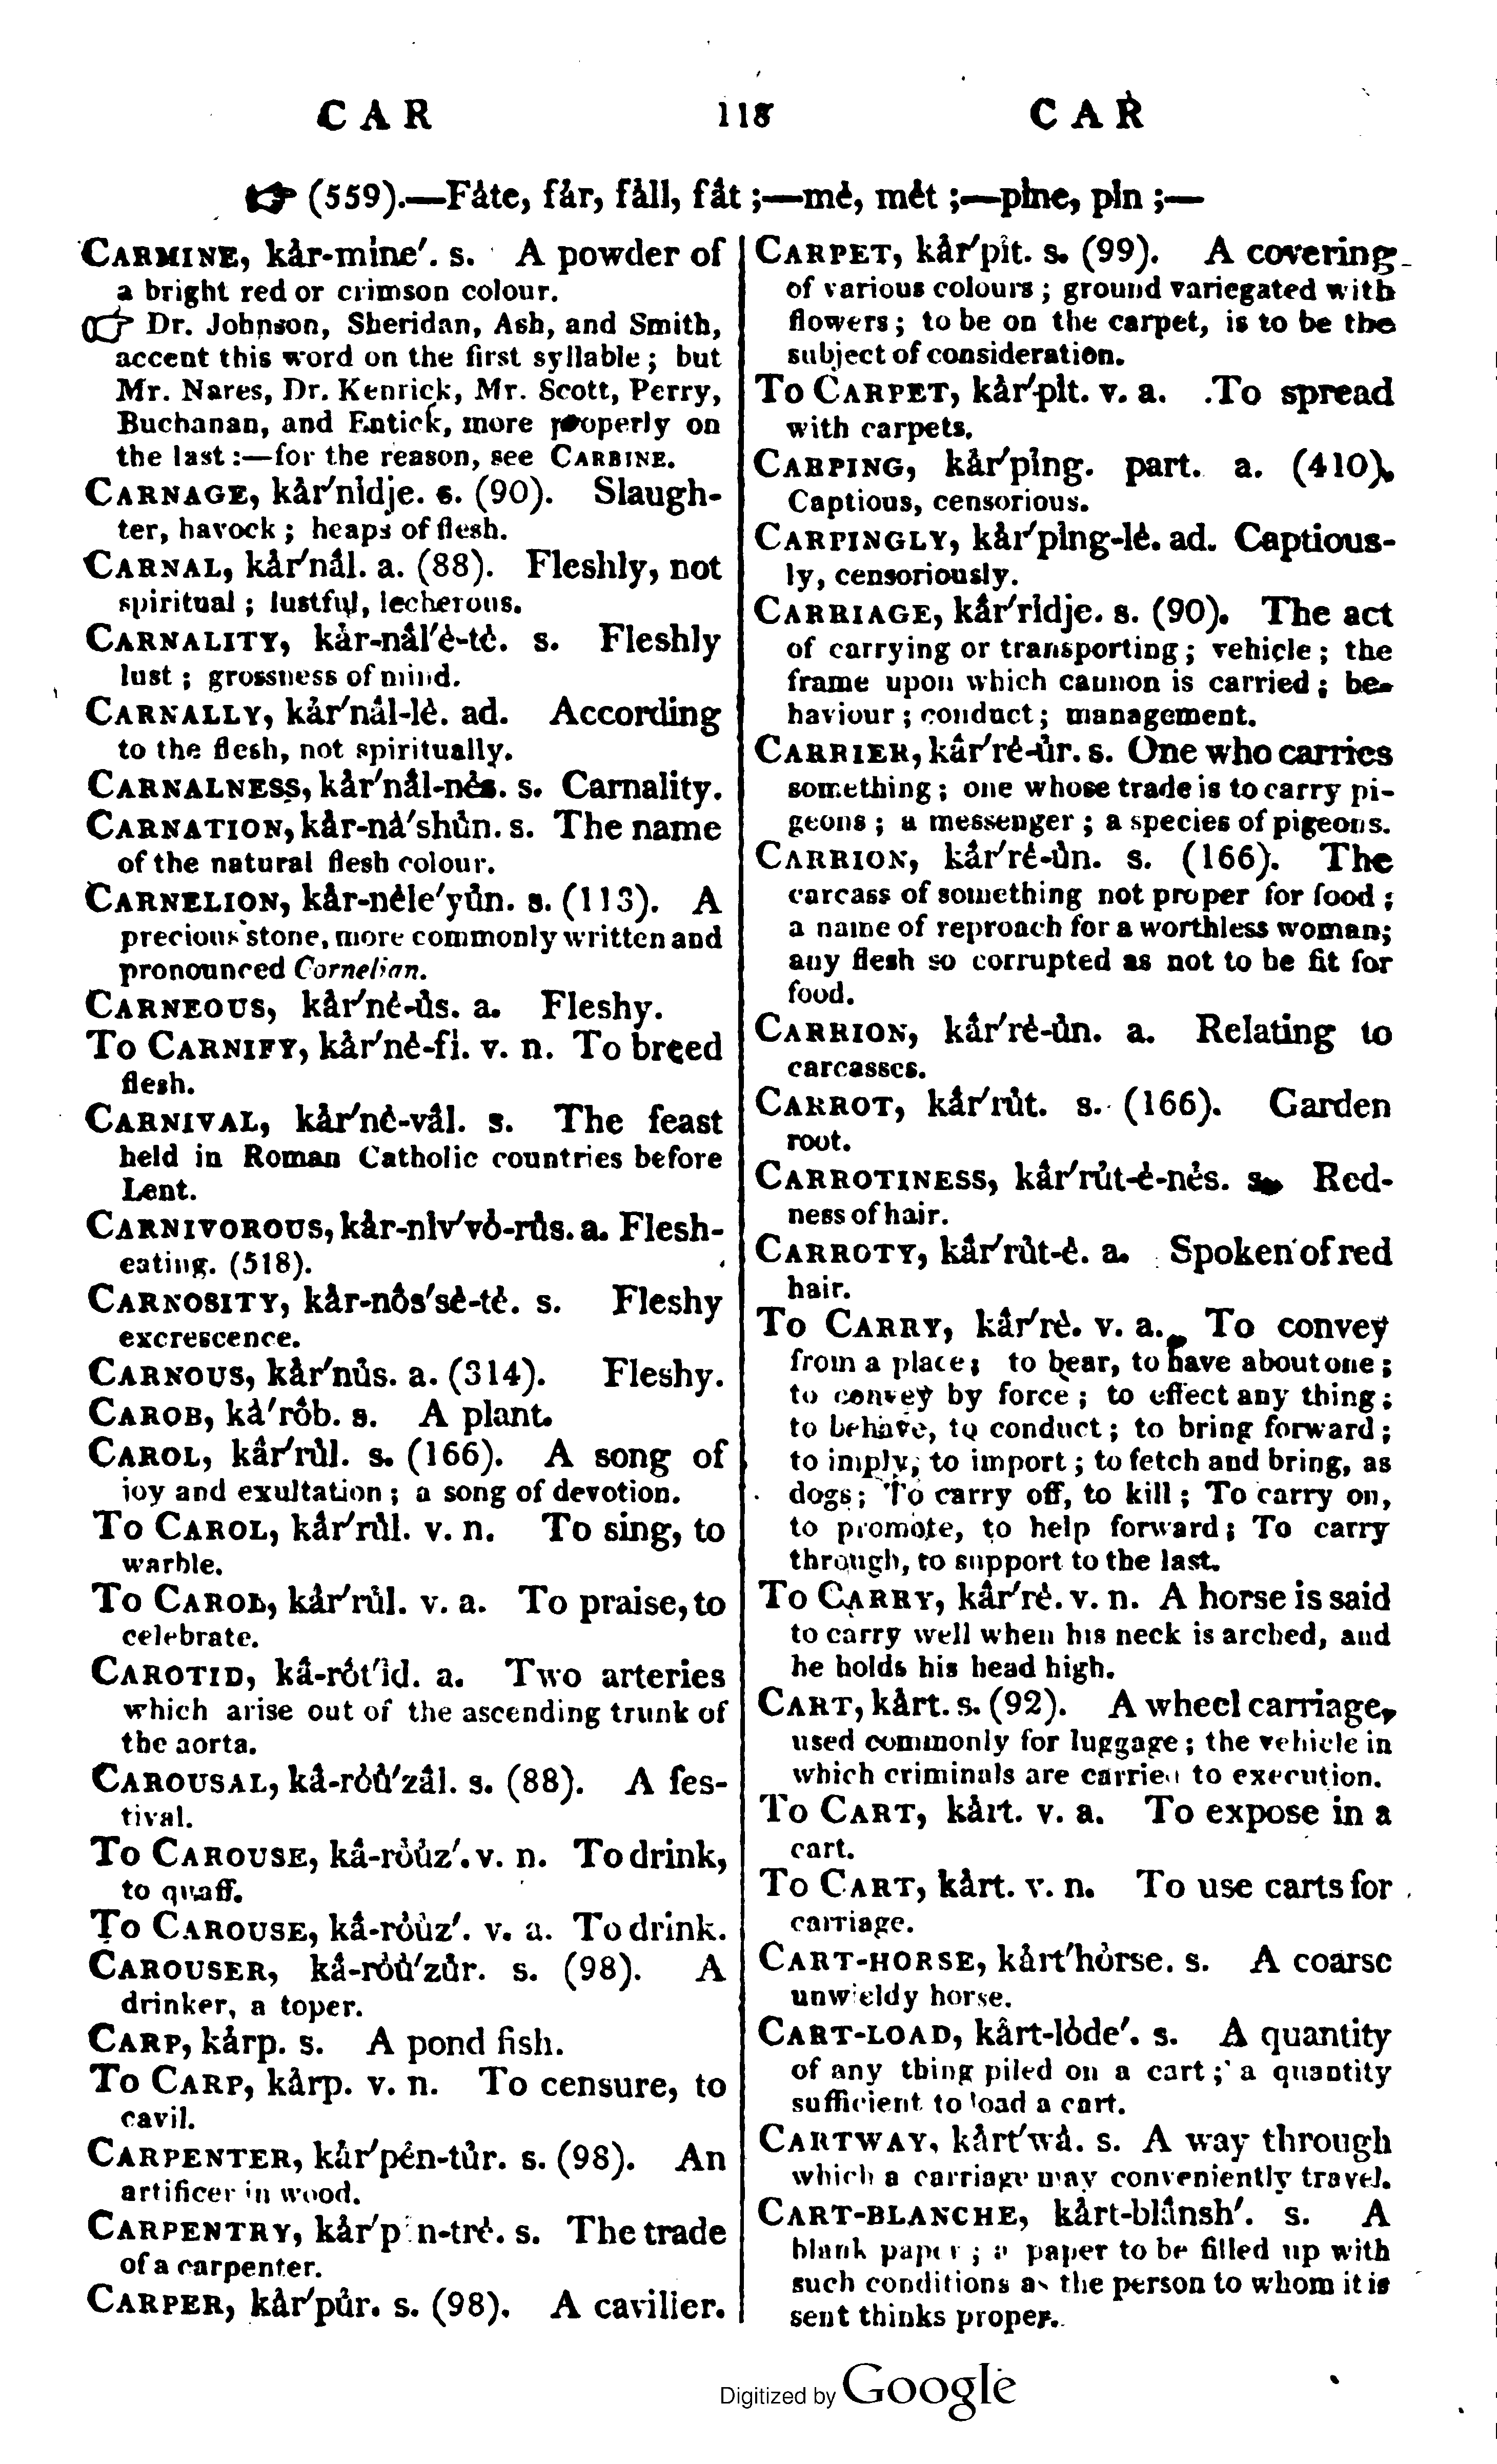 CAR 118 CAR
☞ (559).—Fåte, får, fåll, fåt ;—mė, mėt ;—pine, pin ;—
CARMINE, kår-mine′. s. A powder of
a bright red or crimson colour.
☞ Dr. Johnson, Sheridan, Ash, and Smith,
accent this word on the first syllable; but
Mr. Nares, Dr. Kenrick, Mr. Scott, Perry,
Buchanan, and Entick, more properly on
the last :—for the reason, see CARBINE.
CARNAGE, kår′nidje. s. (90). Slaugh-
ter, havock ; heaps of flesh.
CARNAL, kår′nål. a. (88). Fleshly, not
spiritual ; lustful, lecherous.
CARNALITY, kår-nål′ė-tė. s. Fleshly
lust ; grossness of mind.
CARNALLY, kår′nål-lė. ad. According
to the flesh, not spiritually.
CARNALNESS, kår′nål-nės. s. Carnality.
CARNATION, kår-nå′shůn. s. The name
of the natural flesh colour.
CARNELION, kår-nėle′yůn. s. (113). A
precious stone, more commonly written and
pronounced Cornelian.
CARNEOUS, kår′nė-ůs. a. Fleshy.
To CARNIFY, kår′nė-fi. v. n. To breed
flesh.
CARNIVAL, kår′nė-vål. s. The feast
held in Roman Catholic countries before
Lent.
CARNIVOROUS, kår-niv′vȯ-růs. a. Flesh-
eating. (518).
CARNOSITY, kår-nȯs′sė-tė. s. Fleshy
excrescence.
CARNOUS, kår′nůs. a. (314). Fleshy.
CAROB, kå′rȯb. s. A plant.
CAROL, kår′růl. s. (166). A song of
joy and exultation ; a song of devotion.
To CAROL, kår′růl. v. n. To sing, to
warble.
To CAROL, kår′růl. v. a. To praise, to
celebrate.
CAROTID, kå-rȯt′id. a. Two arteries
which arise out of the ascending trunk of
the aorta.
CAROUSAL, kå-rȯů′zål. s. (88). A fes-
tival.
To CAROUSE, kå-rȯůz′. v. n. To drink,
to quaff.
To CAROUSE, kå-rȯůz′. v. a. To drink.
CAROUSER, kå-rȯů′zůr. s. (98). A
drinker, a toper.
CARP, kårp. s. A pond fish.
To CARP, kårp. v. n. To censure, to
cavil.
CARPENTER, kår′pėn-tůr. s. (98). An
artificer in wood.
CARPENTRY, kår′pėn-trė. s. The trade
of a carpenter.
CARPER, kår′půr. s. (98). A caviller.
CARPET, kår′pit. s. (99). A covering
of various colours ; ground variegated with
flowers ; to be on the carpet, is to be the
subject of consideration.
To CARPET, kår′pit. v. a. To spread
with carpets.
CARPING, kår′ping. part. a. (410).
Captious, censorious.
CARPINGLY, kår′ping-lė. ad. Captious-
ly, censoriously.
CARRIAGE, kår′ridje. s. (90). The act
of carrying or transporting ; vehicle ; the
frame upon which cannon is carried ; be-
haviour ; conduct ; management.
CARRIER, kår′rė-ůr. s. One who carries
something ; one whose trade is to carry pi-
geons ; a messenger ; a species of pigeons.
CARRION, kår′rė-ůn. s. (166). The
carcass of something not proper for food ;
a name of reproach for a worthless woman;
any flesh so corrupted as not to be fit for
food.
CARRION, kår′rė-ůn. a. Relating to
carcasses.
CARROT, kår′růt. s. (166). Garden
root.
CARROTINESS, kår′růt-ė-nės. s. Red-
ness of hair.
CARROTY, kår′růt-ė. a. Spoken of red
hair.
To CARRY, kår′rė. v. a. To convey
from a place; to bear, to have about one ;
to convey by force ; to effect any thing ;
to behave, to conduct ; to bring forward ;
to imply, to import ; to fetch and bring, as
dogs ; To carry off, to kill ; To carry on,
to promote, to help forward ; To carry
through, to support to the last.
To CARRY, kår′rė. v. n. A horse is said
to carry well when his neck is arched, and
he holds his head high.
CART, kårt. s. (92). A wheel carriage,
used commonly for luggage ; the vehicle in
which criminals are carried to execution.
To CART, kårt. v. a. To expose in a
cart.
To CART, kårt. v. n. To use carts for
carriage.
CART-HORSE, kårt′hȯrse. s. A coarse
unwieldy horse.
CART-LOAD, kårt-lȯde′. s. A quantity
of any thing piled on a cart ; a quantity
sufficient to load a cart.
CARTWAY, kårt′wå. s. A way through
which a carriage may conveniently travel.
CART-BLANCHE, kårt-blånsh′. s. A
blank paper ; a paper to be filled up with
such conditions as the person to whom it is
sent thinks proper.
Digitized by Google